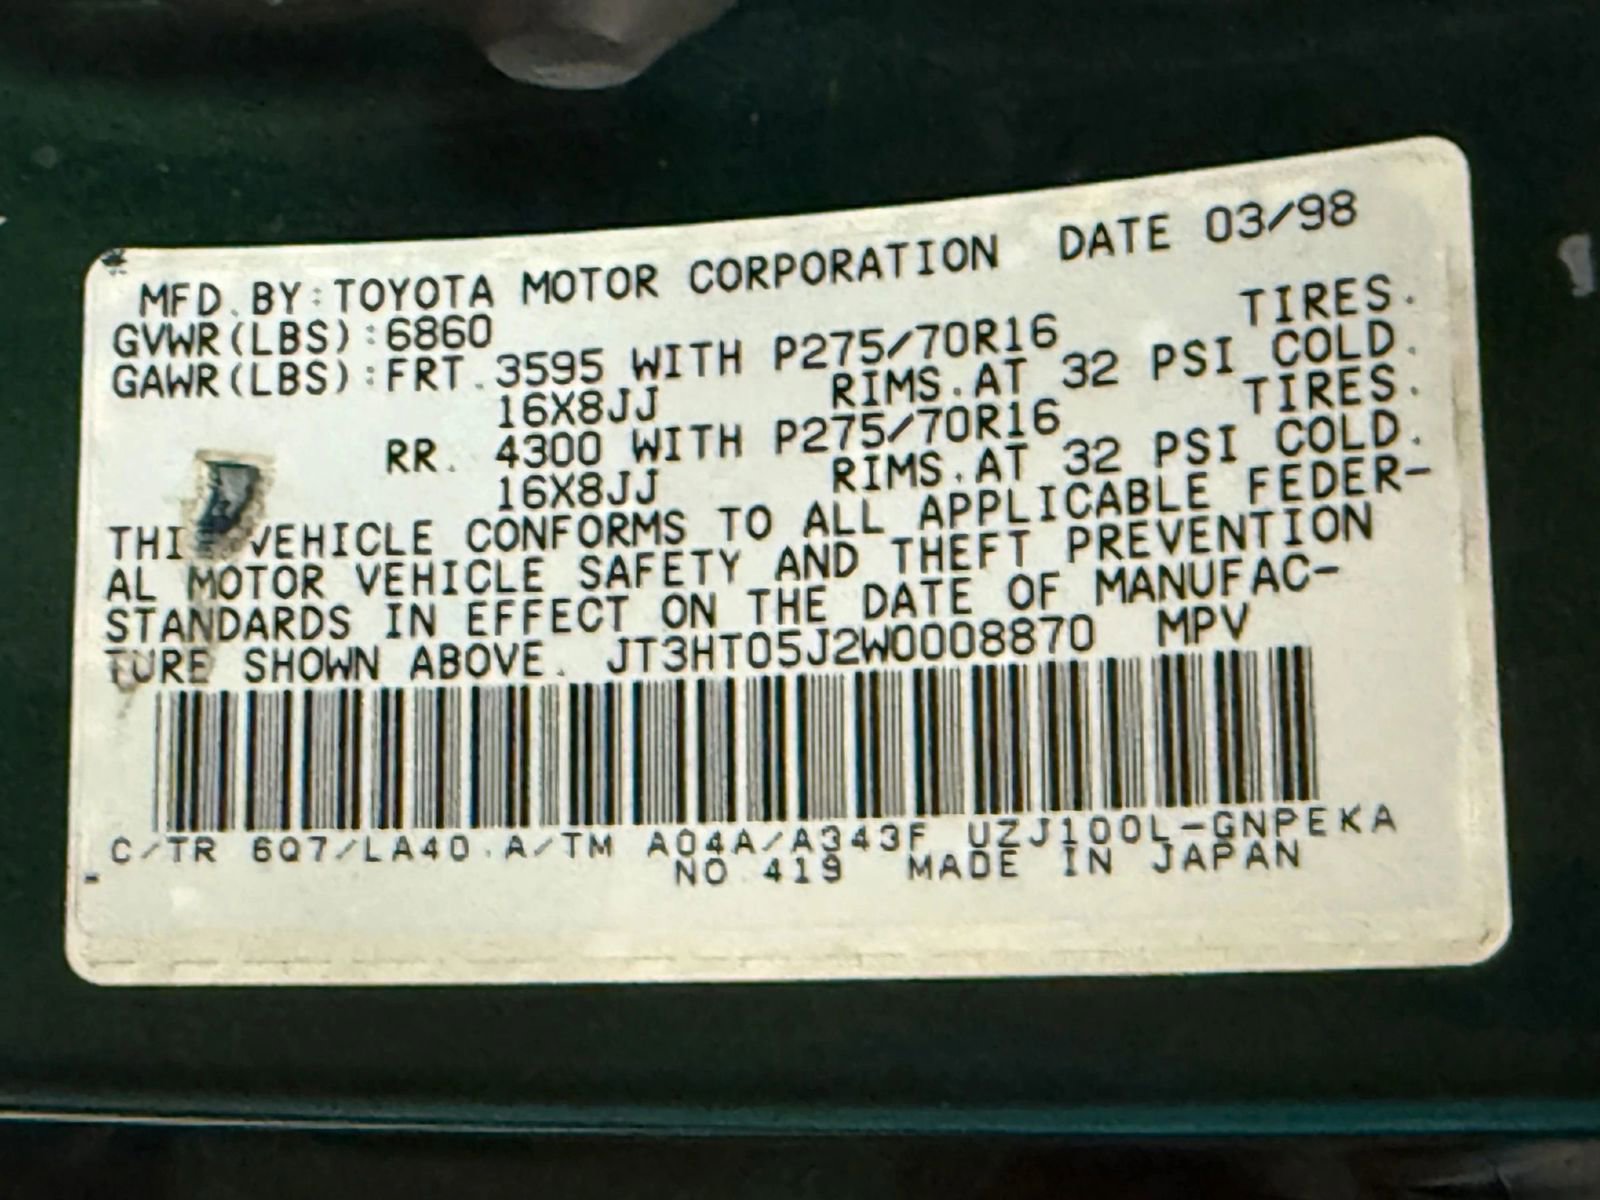 MFD.BY:TOYOTA MOTOR CORPORATION DATE 03/98
GVWR(LBS):6860
GAWR(LBS):FRT.3595 WITH P275/70R16 TIRES.
16X8JJ RIMS.AT 32 PSI COLD.
RR. 4300 WITH P275/70R16 TIRES.
16X8JJ RIMS.AT 32 PSI COLD.
VEHICLE CONFORMS TO ALL APPLICABLE FEDER-
AL MOTOR VEHICLE SAFETY AND THEFT PREVENTION
STANDARDS IN EFFECT ON THE DATE OF MANUFAC-
TURE SHOWN ABOVE. JT3HT05J2W0008870 MPV
C/TR 6Q7/LA40.A/TM A04A/A343F UZJ100L-GNPEKA
NO.419 MADE IN JAPAN